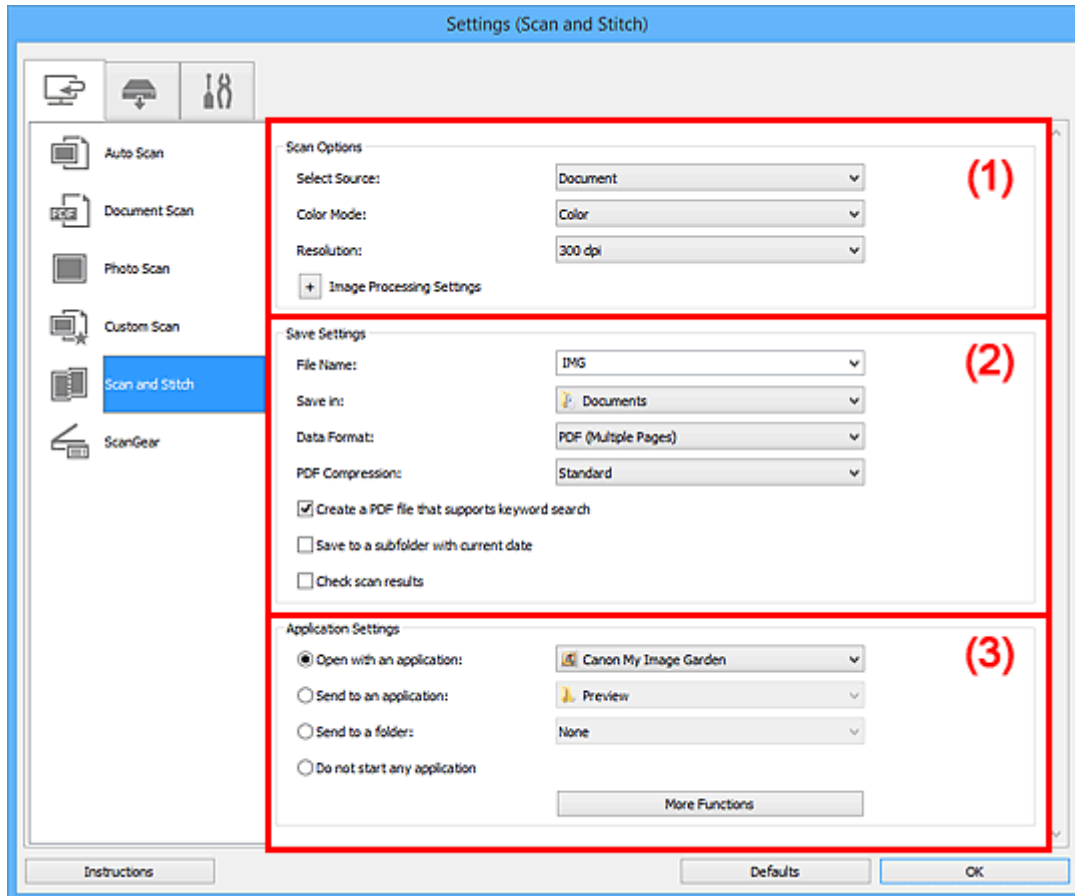 Settings (Scan and Stitch)
Auto Scan
PDF
Document Scan
Photo Scan
Custom Scan
Scan and Stitch
ScanGear
(1)
Scan Options
Select Source: Document
Color Mode: Color
Resolution: 300 dpi
+ Image Processing Settings
(2)
Save Settings
File Name: IMG
Save in: Documents
Data Format: PDF (Multiple Pages)
PDF Compression: Standard
Create a PDF file that supports keyword search
Save to a subfolder with current date
Check scan results
(3)
Application Settings
Open with an application: Canon My Image Garden
Send to an application: Preview
Send to a folder: None
Do not start any application
More Functions
Instructions Defaults OK